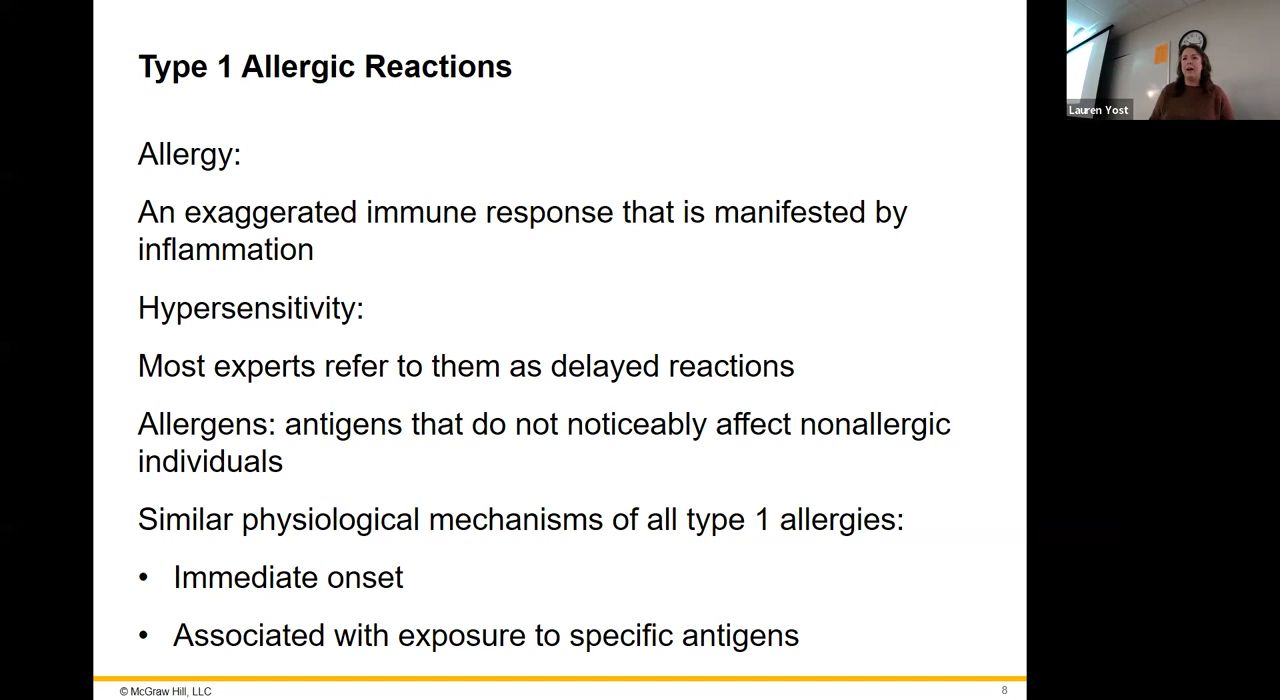 Type 1 Allergic Reactions
Allergy:
An exaggerated immune response that is manifested by
inflammation
Hypersensitivity:
Most experts refer to them as delayed reactions
Allergens: antigens that do not noticeably affect nonallergic
individuals
Similar physiological mechanisms of all type 1 allergies:
• Immediate onset
• Associated with exposure to specific antigens
© McGraw Hill, LLC
8
Lauren Yost